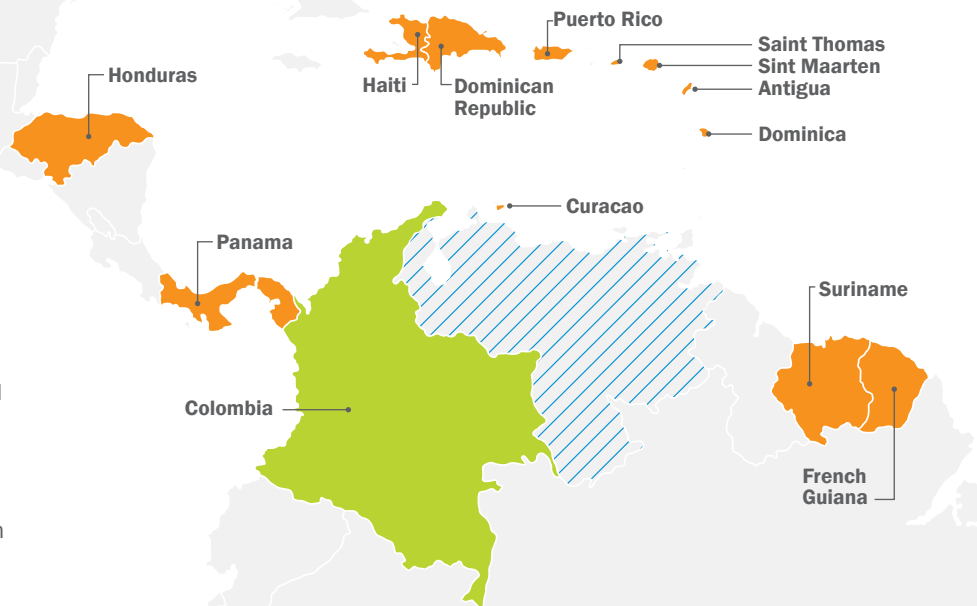 Puerto Rico
Saint Thomas
Sint Maarten
Antigua
Honduras
Haiti
Dominican
Republic
Dominica
Curacao
Panama
Suriname
Colombia
French
Guiana